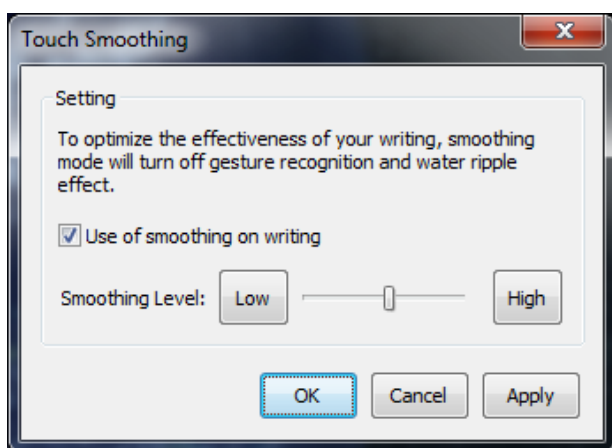 Touch Smoothing
Setting
To optimize the effectiveness of your writing, smoothing
mode will turn off gesture recognition and water ripple
effect.
Use of smoothing on writing
Smoothing Level: Low High
OK Cancel Apply